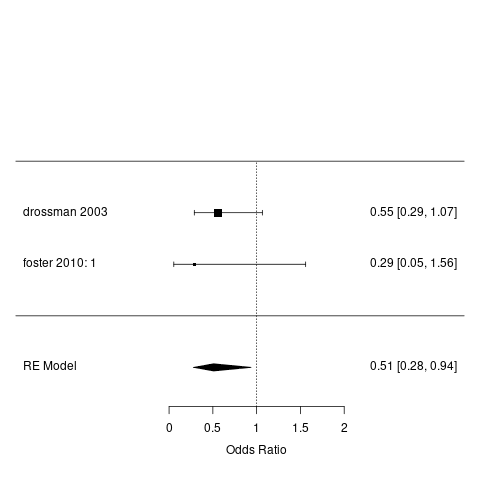 drossman 2003 0.55 [0.29, 1.07]
foster 2010: 1 0.29 [0.05, 1.56]
RE Model 0.51 [0.28, 0.94]
0 0.5 1 1.5 2
Odds Ratio